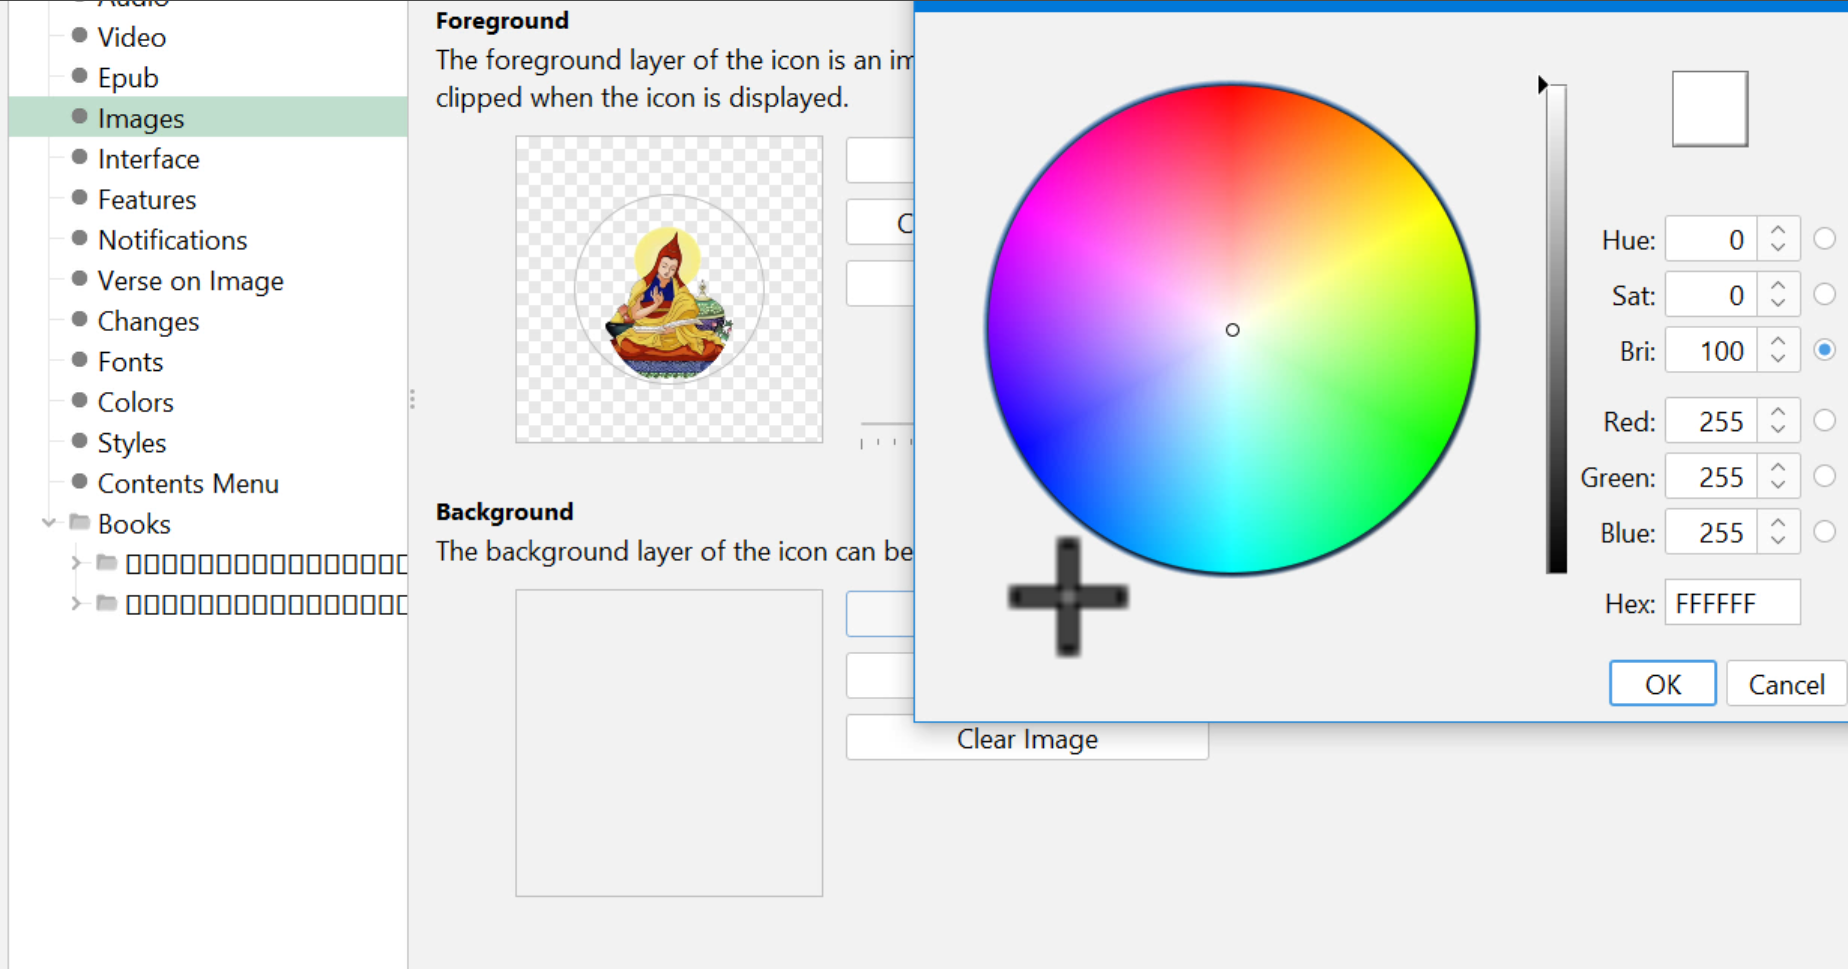 Audio
Video
Epub
Images
Interface
Features
Notifications
Verse on Image
Changes
Fonts
Colors
Styles
Contents Menu
Books
Foreground
The foreground layer of the icon is an im
clipped when the icon is displayed.
C
Background
The background layer of the icon can be
Clear Image
Hue: 0
Sat: 0
Bri: 100
Red: 255
Green: 255
Blue: 255
Hex: FFFFFF
OK
Cancel